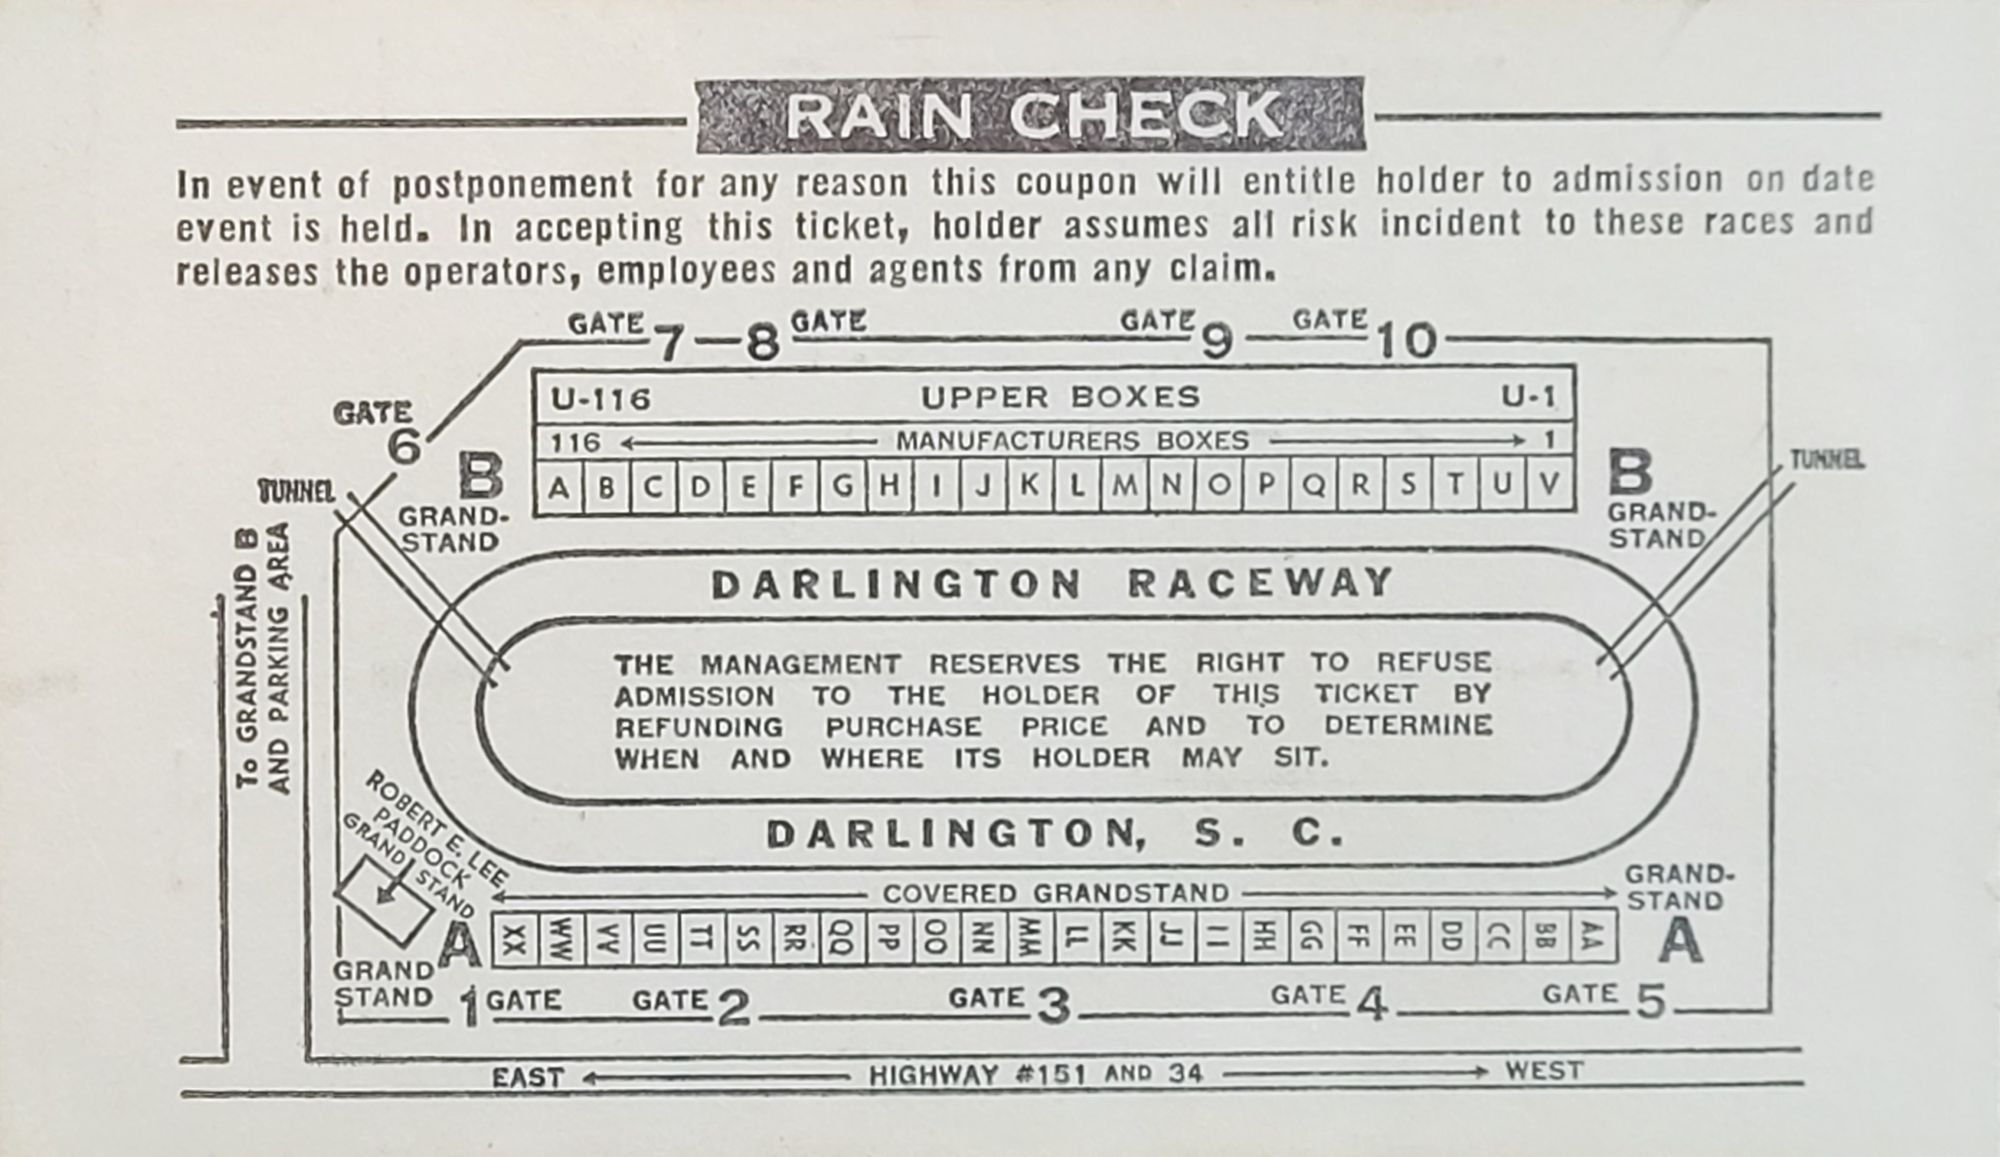 RAIN CHECK
In event of postponement for any reason this coupon will entitle holder to admission on date
event is held. In accepting this ticket, holder assumes all risk incident to these races and
releases the operators, employees and agents from any claim.
GATE 7—8 GATE GATE 9 GATE 10
GATE
6
U-116 UPPER BOXES U-1
116 MANUFACTURERS BOXES 1
A B C D E F G H I J K L M N O P Q R S T U V
TUNNEL
B
GRAND-
STAND
B
GRAND-
STAND
TUNNEL
To GRANDSTAND B
AND PARKING AREA
DARLINGTON RACEWAY
THE MANAGEMENT RESERVES THE RIGHT TO REFUSE
ADMISSION TO THE HOLDER OF THIS TICKET BY
REFUNDING PURCHASE PRICE AND TO DETERMINE
WHEN AND WHERE ITS HOLDER MAY SIT.
DARLINGTON, S. C.
ROBERT E. LEE
PADDOCK
GRAND STAND
COVERED GRANDSTAND
XX WW VV UU TT SS RR QQ PP OO NN MM LL KK JJ II HH GG FF EE DD CC BB AA
A
GRAND
STAND
GRAND-
STAND
A
1 GATE GATE 2 GATE 3 GATE 4 GATE 5
EAST HIGHWAY #151 AND 34 WEST